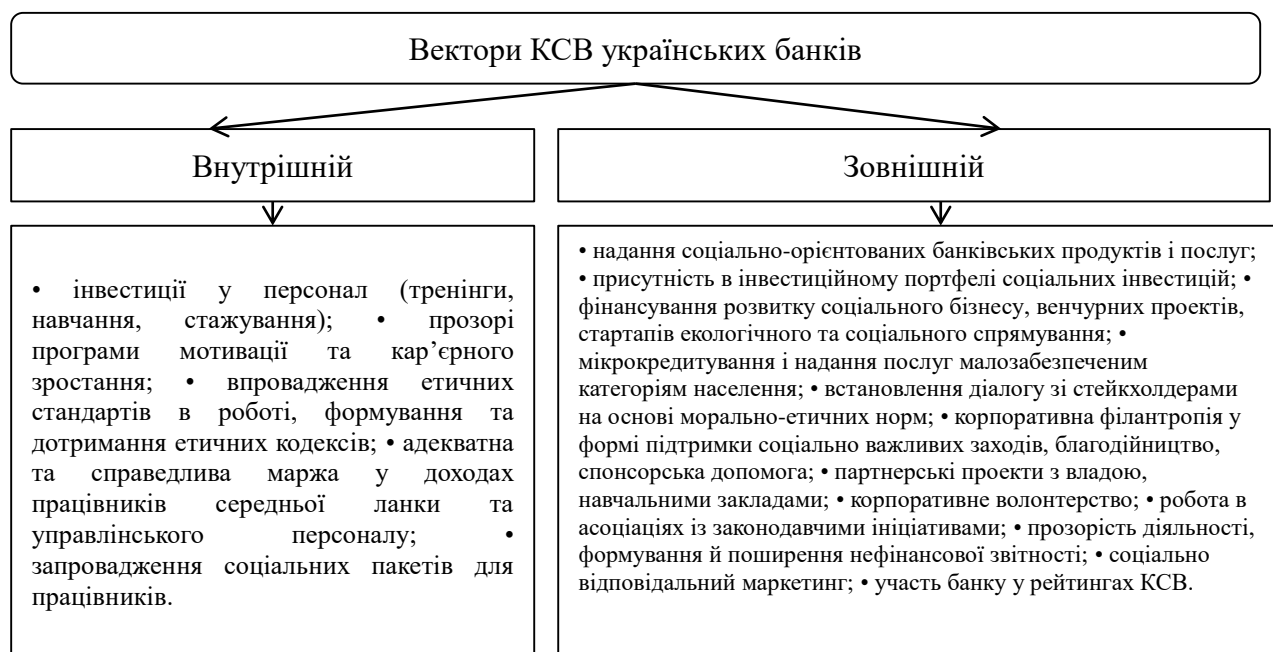 Вектори КСВ українських банків
Внутрішній
Зовнішній
• інвестиції у персонал (тренінги,
навчання, стажування); • прозорі
програми мотивації та кар’єрного
зростання; • впровадження етичних
стандартів в роботі, формування та
дотримання етичних кодексів; • адекватна
та справедлива маржа у доходах
працівників середньої ланки та
управлінського персоналу; •
запровадження соціальних пакетів для
працівників.
• надання соціально-орієнтованих банківських продуктів і послуг;
• присутність в інвестиційному портфелі соціальних інвестицій; •
фінансування розвитку соціального бізнесу, венчурних проектів,
стартапів екологічного та соціального спрямування; •
мікрокредитування і надання послуг малозабезпеченим
категоріям населення; • встановлення діалогу зі стейкхолдерами
на основі морально-етичних норм; • корпоративна філантропія у
формі підтримки соціально важливих заходів, благодійництво,
спонсорська допомога; • партнерські проекти з владою,
навчальними закладами; • корпоративне волонтерство; • робота в
асоціаціях із законодавчими ініціативами; • прозорість діяльності,
формування й поширення нефінансової звітності; • соціально
відповідальний маркетинг; • участь банку у рейтингах КСВ.